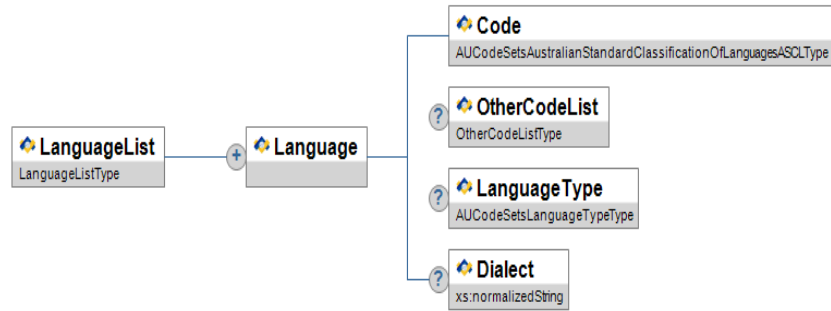 Code
AUCodeSetsAustralianStandardClassificationOfLanguagesASCLType
? OtherCodeList
OtherCodeListType
LanguageList
LanguageListType
+ Language
? LanguageType
AUCodeSetsLanguageTypeType
? Dialect
xs:normalizedString